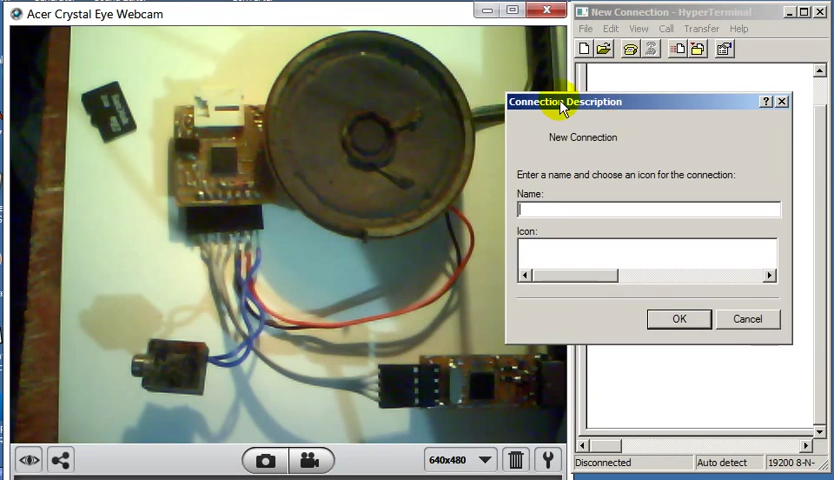 Acer Crystal Eye Webcam
New Connection - HyperTerminal
File Edit View Call Transfer Help
Connection Description
New Connection
Enter a name and choose an icon for the connection:
Name:
Icon:
OK Cancel
640x480
Disconnected Auto detect 19200 8-N-